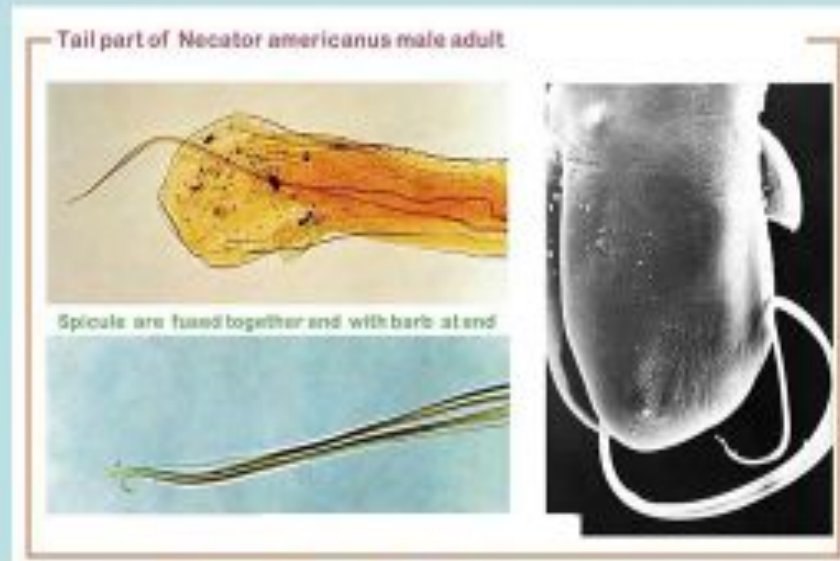 Tail part of Necator americanus male adult
Spicule are fused together and with barb at end